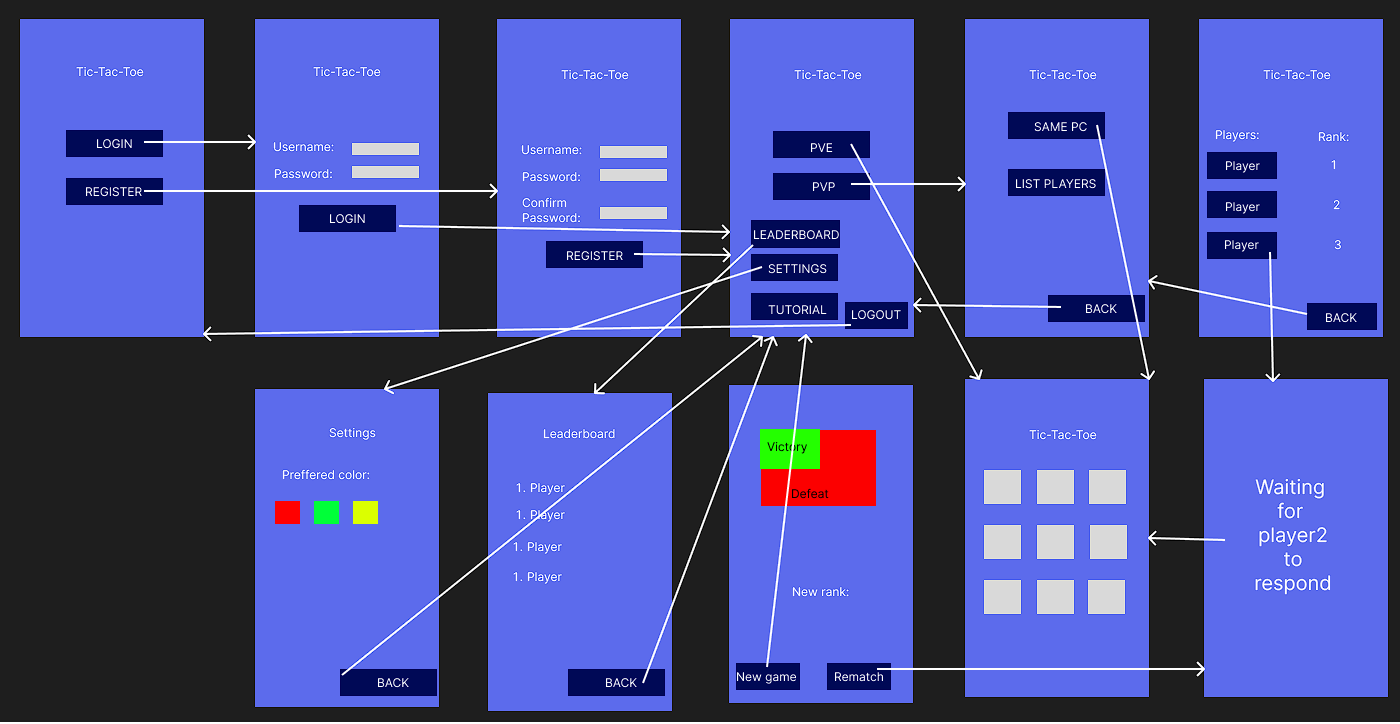 Tic-Tac-Toe
LOGIN
REGISTER
Tic-Tac-Toe
Username:
Password:
LOGIN
Tic-Tac-Toe
Username:
Password:
Confirm
Password:
REGISTER
Tic-Tac-Toe
PVE
PVP
LEADERBOARD
SETTINGS
TUTORIAL
LOGOUT
Tic-Tac-Toe
SAME PC
LIST PLAYERS
BACK
Tic-Tac-Toe
Players: Rank:
Player 1
Player 2
Player 3
BACK
Settings
Preffered color:
BACK
Leaderboard
1. Player
1. Player
1. Player
1. Player
BACK
Victory
Defeat
New rank:
New game Rematch
Tic-Tac-Toe
Waiting
for
player2
to
respond